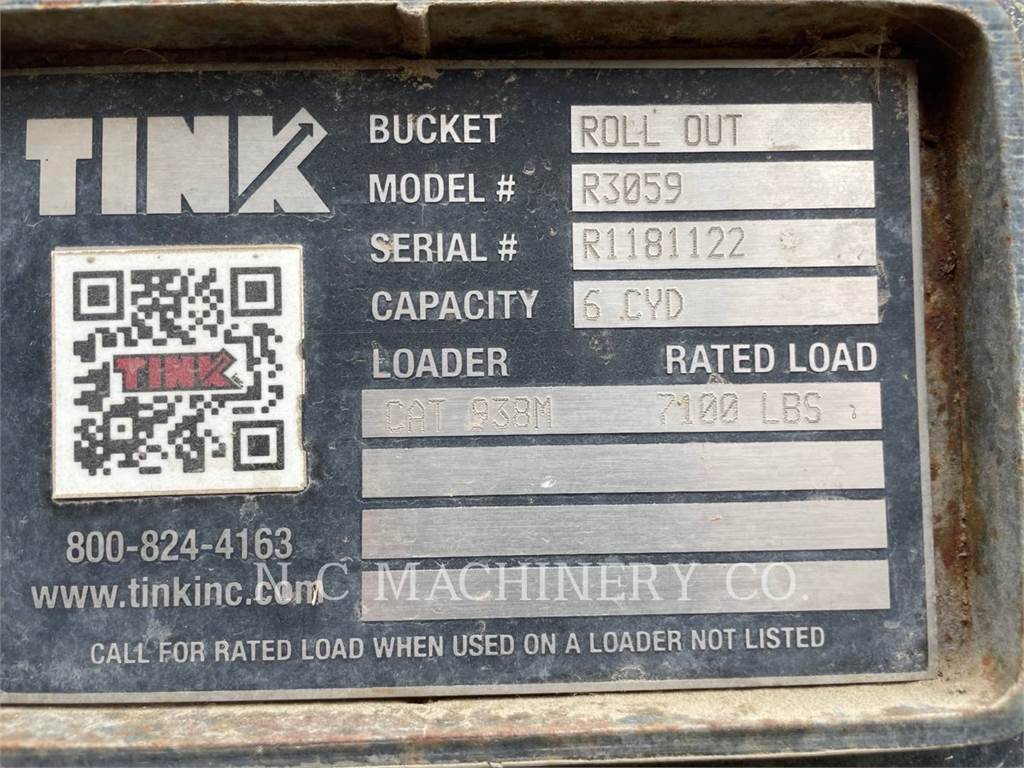 TINK
BUCKET ROLL OUT
MODEL # R3059
SERIAL # R1181122
CAPACITY 6 CYD
LOADER RATED LOAD
CAT 938M 7100 LBS
TINK
800-824-4163
www.tinkinc.com
N C MACHINERY CO.
CALL FOR RATED LOAD WHEN USED ON A LOADER NOT LISTED